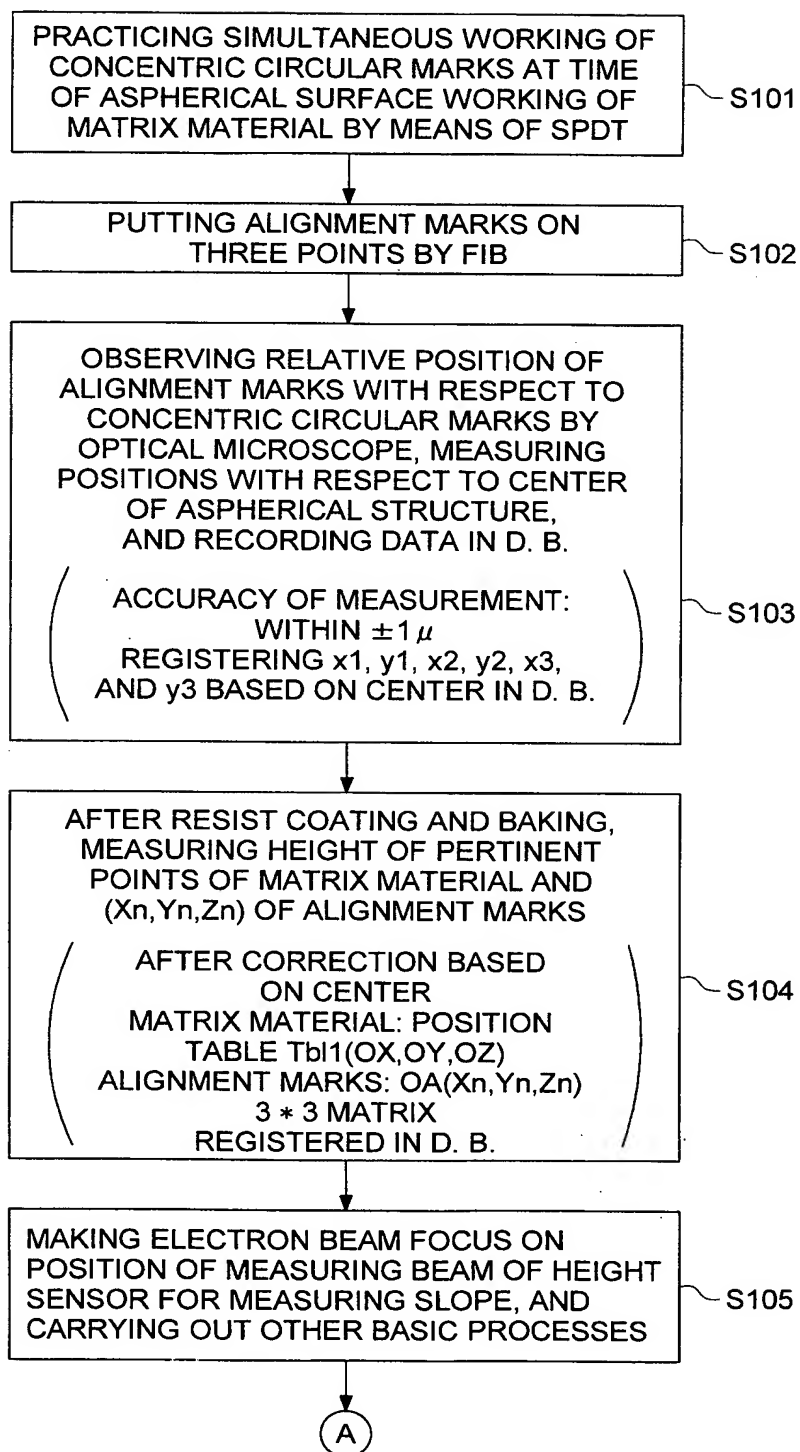 PRACTICING SIMULTANEOUS WORKING OF
CONCENTRIC CIRCULAR MARKS AT TIME
OF ASPHERICAL SURFACE WORKING OF
MATRIX MATERIAL BY MEANS OF SPDT
S101
PUTTING ALIGNMENT MARKS ON
THREE POINTS BY FIB
S102
OBSERVING RELATIVE POSITION OF
ALIGNMENT MARKS WITH RESPECT TO
CONCENTRIC CIRCULAR MARKS BY
OPTICAL MICROSCOPE, MEASURING
POSITIONS WITH RESPECT TO CENTER
OF ASPHERICAL STRUCTURE,
AND RECORDING DATA IN D. B.
ACCURACY OF MEASUREMENT:
WITHIN ±1 μ
REGISTERING x1, y1, x2, y2, x3,
AND y3 BASED ON CENTER IN D. B.
S103
AFTER RESIST COATING AND BAKING,
MEASURING HEIGHT OF PERTINENT
POINTS OF MATRIX MATERIAL AND
(Xn,Yn,Zn) OF ALIGNMENT MARKS
AFTER CORRECTION BASED
ON CENTER
MATRIX MATERIAL: POSITION
TABLE Tbl1(OX,OY,OZ)
ALIGNMENT MARKS: OA(Xn,Yn,Zn)
3 * 3 MATRIX
REGISTERED IN D. B.
S104
MAKING ELECTRON BEAM FOCUS ON
POSITION OF MEASURING BEAM OF HEIGHT
SENSOR FOR MEASURING SLOPE, AND
CARRYING OUT OTHER BASIC PROCESSES
S105
A